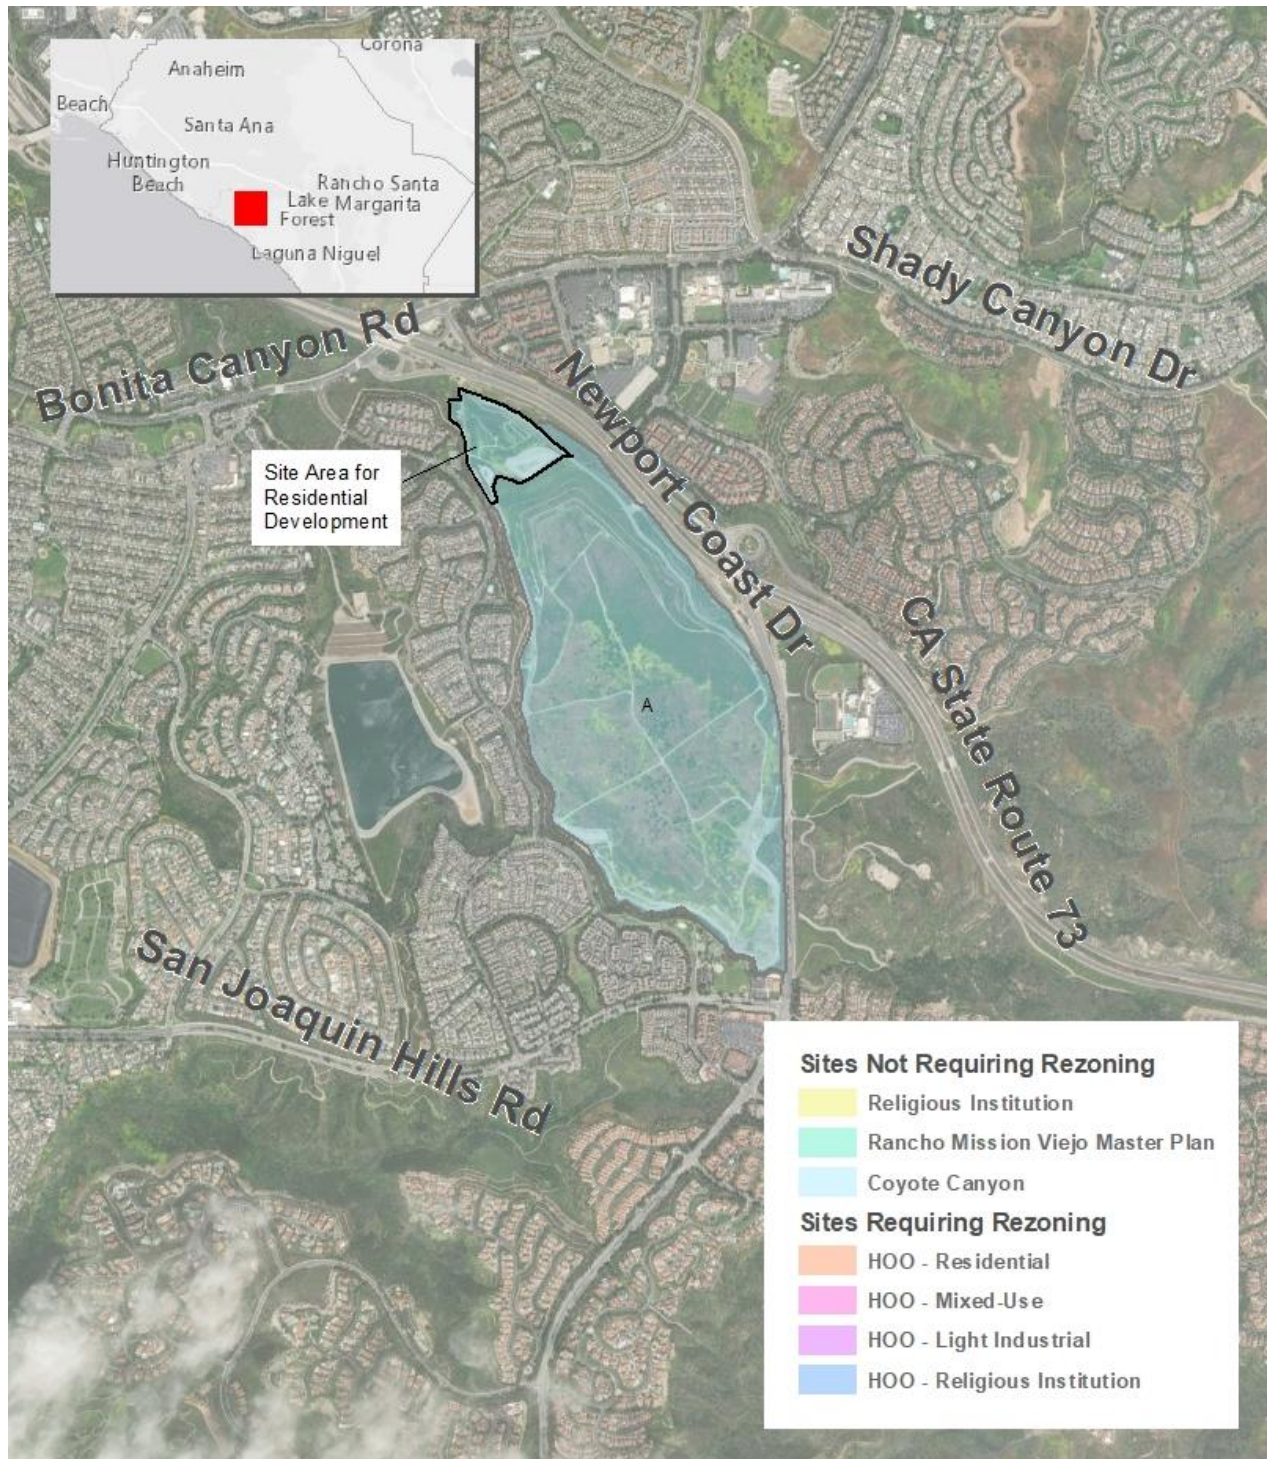 Corona
Anaheim
Beach
Santa Ana
Huntington
Beach
Rancho Santa
Lake Margarita
Forest
Laguna Niguel
Shady Canyon Dr
Bonita Canyon Rd
Newport Coast Dr
Site Area for
Residential
Development
CA State Route 73
A
San Joaquin Hills Rd
Sites Not Requiring Rezoning
Religious Institution
Rancho Mission Viejo Master Plan
Coyote Canyon
Sites Requiring Rezoning
HOO - Residential
HOO - Mixed-Use
HOO - Light Industrial
HOO - Religious Institution